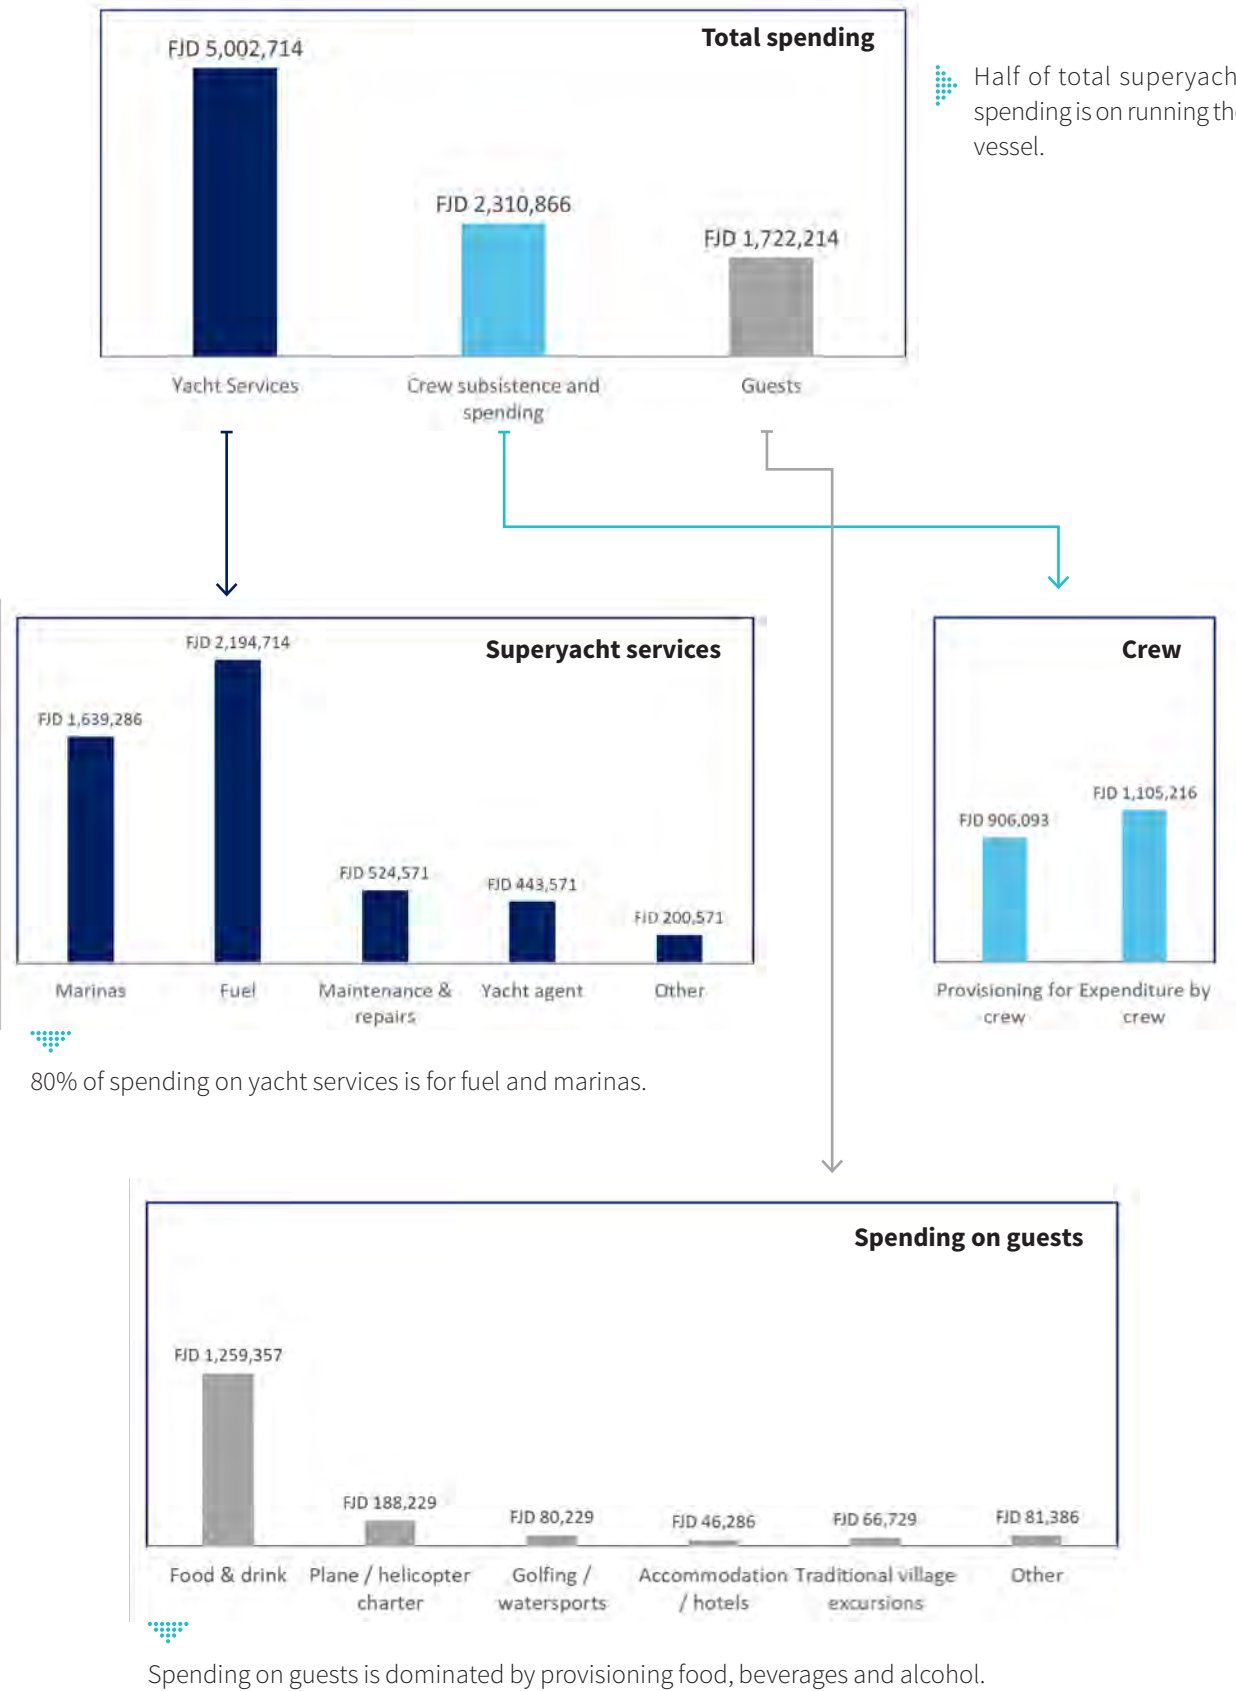 Total spending
FJD 5,002,714
FJD 2,310,866
FJD 1,722,214
Yacht Services
Crew subsistence and
spending
Guests
Half of total superyach
spending is on running the
vessel.
Superyacht services
FJD 1,639,286
FJD 2,194,714
FJD 524,571
FJD 443,571
FJD 200,571
Marinas
Fuel
Maintenance &
repairs
Yacht agent
Other
80% of spending on yacht services is for fuel and marinas.
Crew
FJD 906,093
FJD 1,105,216
Provisioning for
crew
Expenditure by
crew
Spending on guests
FJD 1,259,357
FJD 188,229
FJD 80,229
FJD 46,286
FJD 66,729
FJD 81,386
Food & drink
Plane / helicopter
charter
Golfing /
watersports
Accommodation
/ hotels
Traditional village
excursions
Other
Spending on guests is dominated by provisioning food, beverages and alcohol.